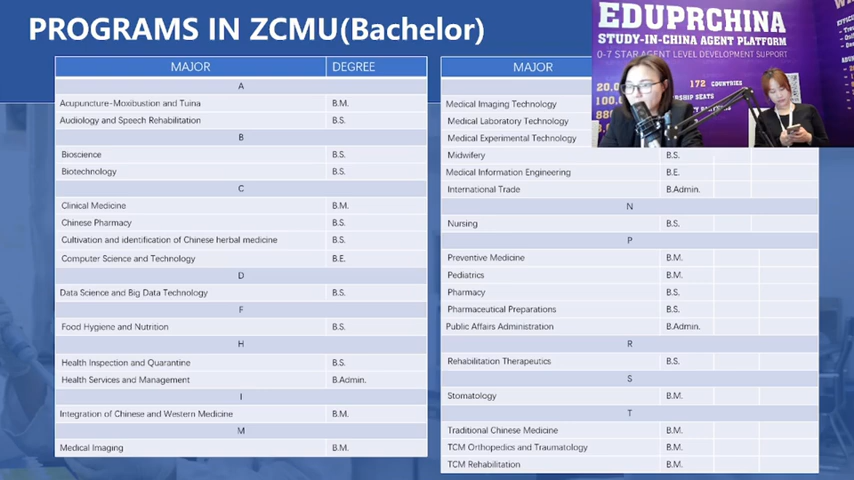 PROGRAMS IN ZCMU(Bachelor)
MAJOR DEGREE
A
Acupuncture-Moxibustion and Tuina B.M.
Audiology and Speech Rehabilitation B.S.
B
Bioscience B.S.
Biotechnology B.S.
C
Clinical Medicine B.M.
Chinese Pharmacy B.S.
Cultivation and identification of Chinese herbal medicine B.S.
Computer Science and Technology B.E.
D
Data Science and Big Data Technology B.S.
F
Food Hygiene and Nutrition B.S.
H
Health Inspection and Quarantine B.S.
Health Services and Management B.Admin.
I
Integration of Chinese and Western Medicine B.M.
M
Medical Imaging B.M.
MAJOR
Medical Imaging Technology
Medical Laboratory Technology
Medical Experimental Technology
Midwifery B.S.
Medical Information Engineering B.E.
International Trade B.Admin.
N
Nursing B.S.
P
Preventive Medicine B.M.
Pediatrics B.M.
Pharmacy B.S.
Pharmaceutical Preparations B.S.
Public Affairs Administration B.Admin.
R
Rehabilitation Therapeutics B.S.
S
Stomatology B.M.
T
Traditional Chinese Medicine B.M.
TCM Orthopedics and Traumatology B.M.
TCM Rehabilitation B.M.
EDUPRCHINA
STUDY-IN-CHINA AGENT PLATFORM
0-7 STAR AGENT LEVEL DEVELOPMENT SUPPORT
172 COUNTRIES